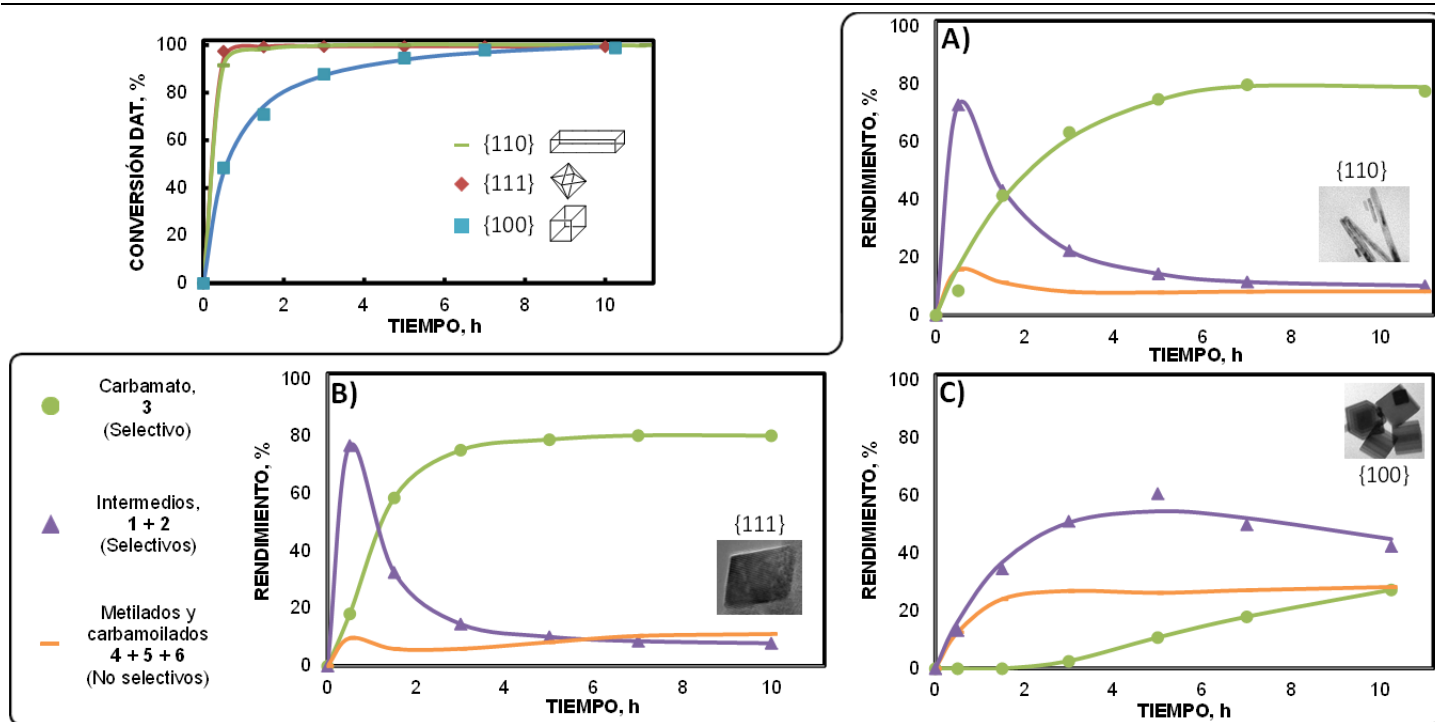 100
80
60
40
20
0
CONVERSIÓN DAT, %
{110}
{111}
{100}
0
2
4
6
8
10
TIEMPO, h
A)
100
80
60
40
20
0
RENDIMIENTO, %
{110}
0
2
4
6
8
10
TIEMPO, h
Carbamato,
3
(Selectivo)
Intermedios,
1 + 2
(Selectivos)
Metilados y
carbamoilados
4 + 5 + 6
(No selectivos)
B)
100
80
60
40
20
0
RENDIMIENTO, %
{111}
0
2
4
6
8
10
TIEMPO, h
C)
100
80
60
40
20
0
RENDIMIENTO, %
{100}
0
2
4
6
8
10
TIEMPO, h